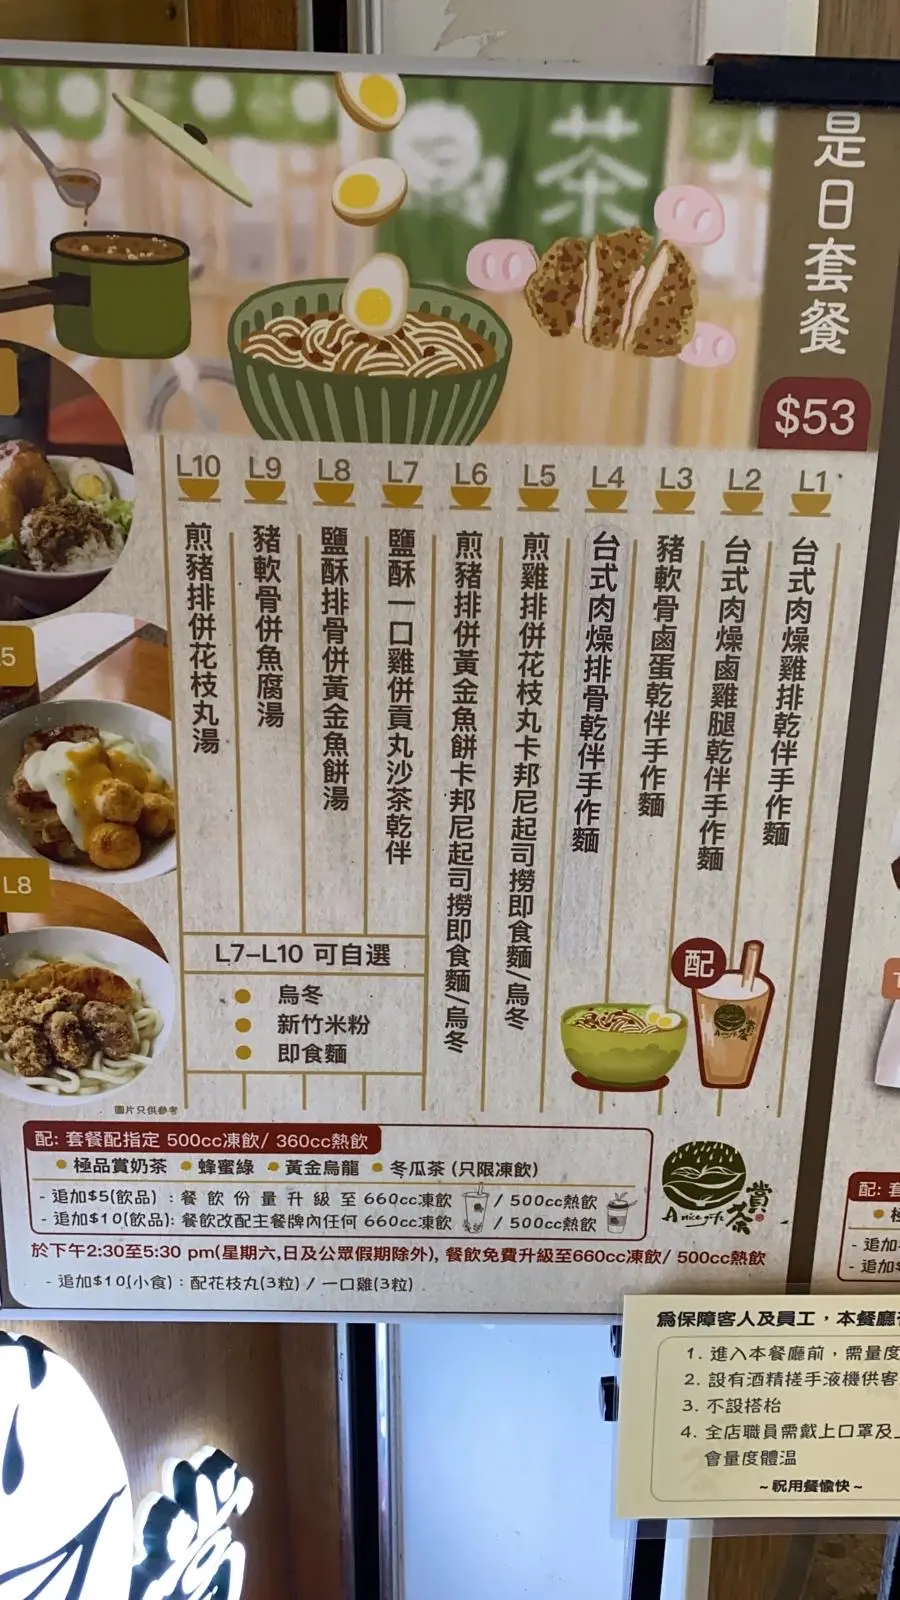 茶
是日套餐
$53
L1
台式肉燥雞排乾伴手作麵
L2
台式肉燥鹵雞腿乾伴手作麵
L3
豬軟骨鹵蛋乾伴手作麵
L4
台式肉燥排骨乾伴手作麵
L5
煎雞排併花枝丸卡邦尼起司撈即食麵/烏冬
L6
煎豬排併黃金魚餅卡邦尼起司撈即食麵/烏冬
L7
鹽酥一口雞併貢丸沙茶乾伴
L8
鹽酥排骨併黃金魚餅湯
L9
豬軟骨併魚腐湯
L10
煎豬排併花枝丸湯
L7-L10 可自選
烏冬
新竹米粉
即食麵
配
5
L8
圖片只供參考
配: 套餐配指定 500cc凍飲/ 360cc熱飲
極品賞奶茶 蜂蜜綠 黃金烏龍 冬瓜茶 (只限凍飲)
- 追加$5(飲品) : 餐飲份量升級至660cc凍飲 / 500cc熱飲
- 追加$10(飲品): 餐飲改配主餐牌內任何 660cc凍飲 / 500cc熱飲
於下午2:30至5:30 pm(星期六,日及公眾假期除外), 餐飲免費升級至660cc凍飲/ 500cc熱飲
- 追加$10(小食) : 配花枝丸(3粒) / 一口雞(3粒)
A nice gift 賞茶
配:
- 追加
- 追加$
為保障客人及員工，本餐廳
1. 進入本餐廳前，需量度
2. 設有酒精搓手液機供客
3. 不設搭枱
4. 全店職員需戴上口罩及
會量度體溫
~ 祝用餐愉快 ~